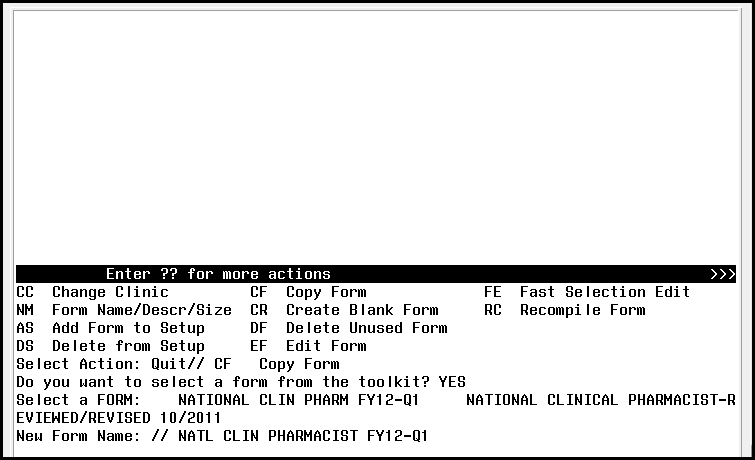 Enter ?? for more actions >>>
CC Change Clinic CF Copy Form FE Fast Selection Edit
NM Form Name/Descr/Size CR Create Blank Form RC Recompile Form
AS Add Form to Setup DF Delete Unused Form
DS Delete from Setup EF Edit Form
Select Action: Quit// CF Copy Form
Do you want to select a form from the toolkit? YES
Select a FORM: NATIONAL CLIN PHARM FY12-Q1 NATIONAL CLINICAL PHARMACIST-R
EVIEWED/REVISED 10/2011
New Form Name: // NATL CLIN PHARMACIST FY12-Q1